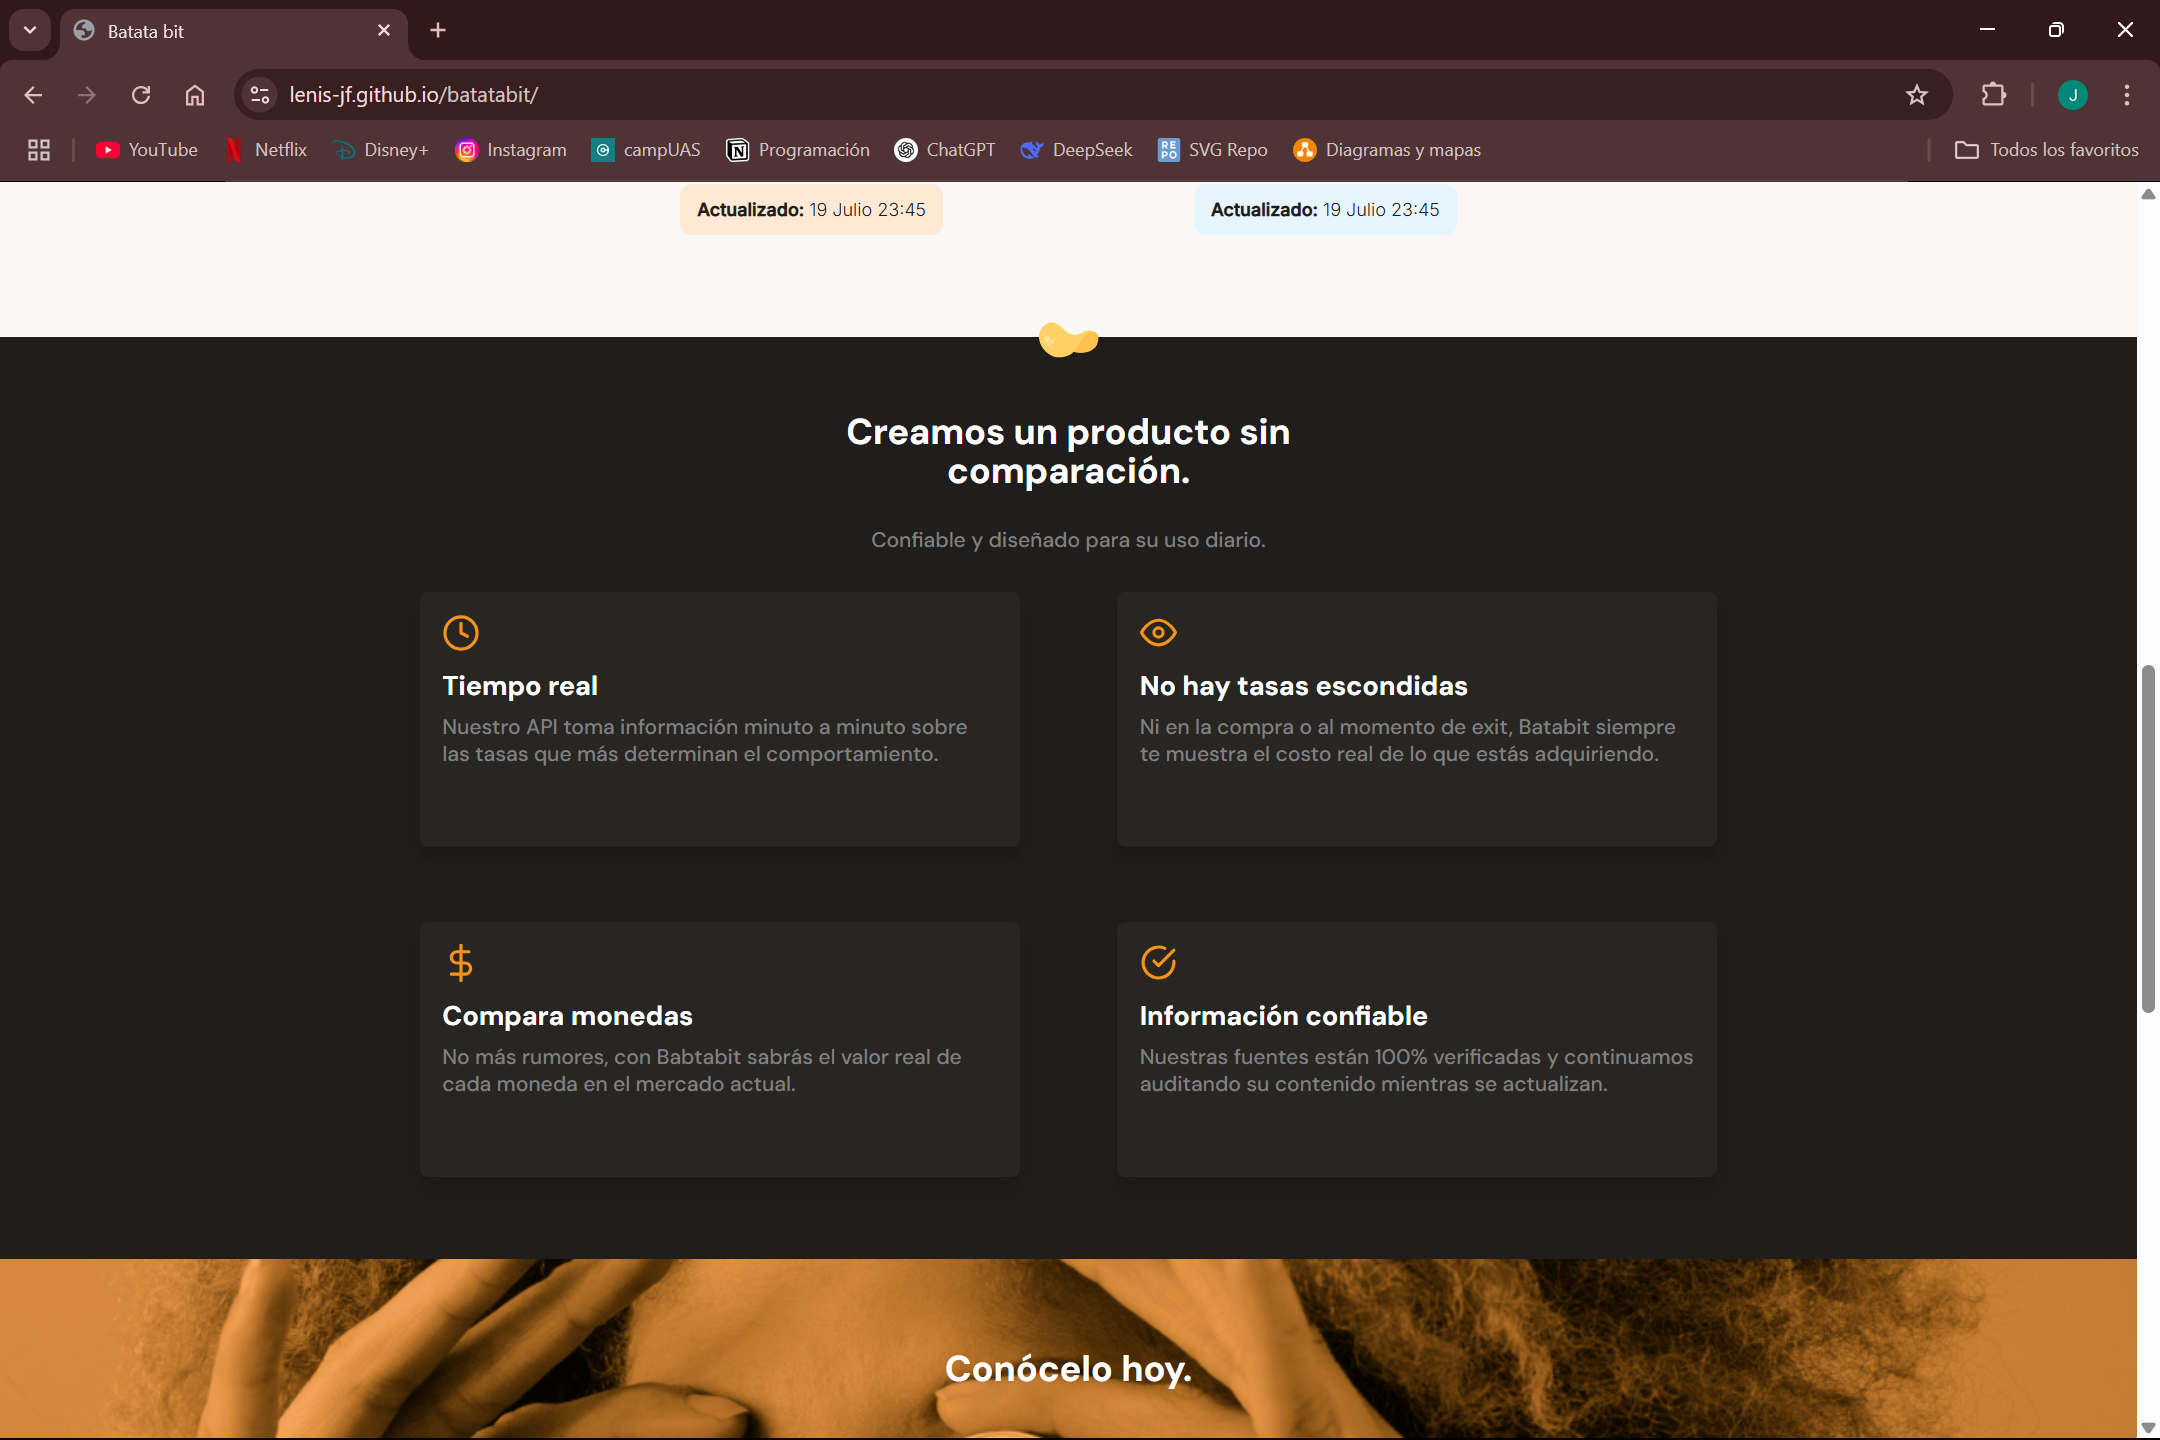 Batata bit
lenis-jf.github.io/batatabit/
J
YouTube
Netflix
Disney+
Instagram
campUAS
Programación
ChatGPT
DeepSeek
RE
PO
SVG Repo
Diagramas y mapas
Todos los favoritos
Actualizado: 19 Julio 23:45
Actualizado: 19 Julio 23:45
Creamos un producto sin
comparación.
Confiable y diseñado para su uso diario.
Tiempo real
Nuestro API toma información minuto a minuto sobre
las tasas que más determinan el comportamiento.
No hay tasas escondidas
Ni en la compra o al momento de exit, Batabit siempre
te muestra el costo real de lo que estás adquiriendo.
Compara monedas
No más rumores, con Babtabit sabrás el valor real de
cada moneda en el mercado actual.
Información confiable
Nuestras fuentes están 100% verificadas y continuamos
auditando su contenido mientras se actualizan.
Conócelo hoy.